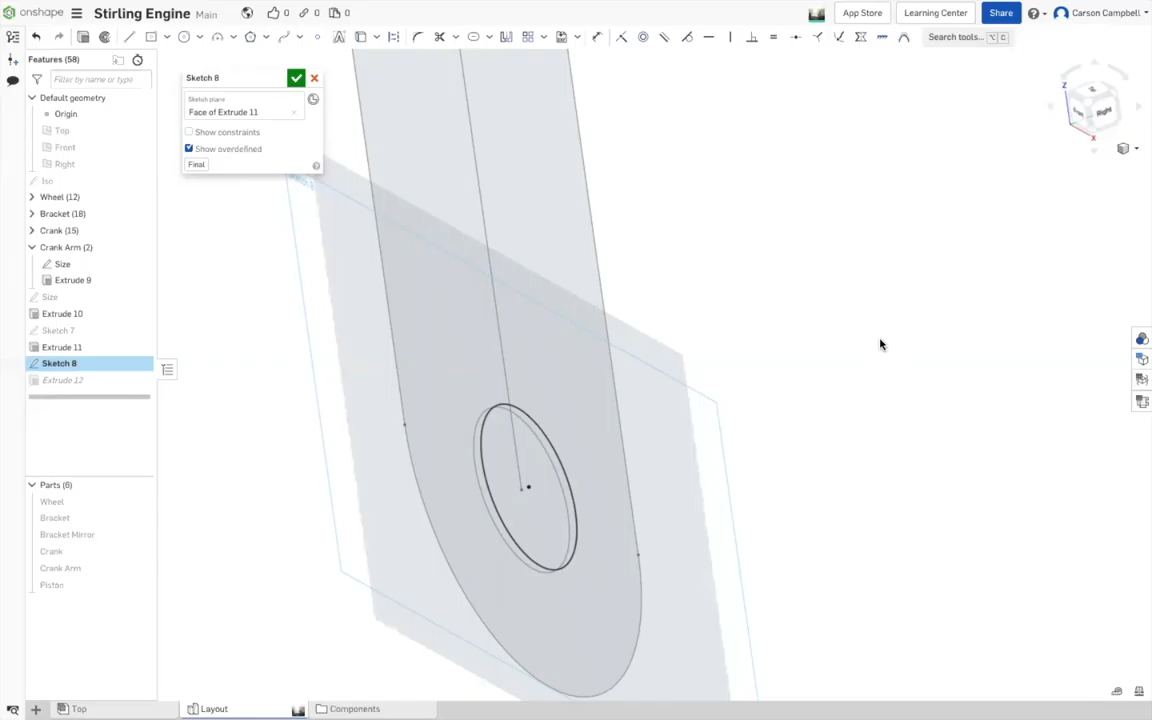 onshape Stirling Engine Main 0 0 0 App Store Learning Center Share Carson Campbell
Search tools... ⌥ C
Features (58)
Filter by name or type
Default geometry
Origin
Top
Front
Right
Iso
Wheel (12)
Bracket (18)
Crank (15)
Crank Arm (2)
Size
Extrude 9
Size
Extrude 10
Sketch 7
Extrude 11
Sketch 8
Extrude 12
Parts (6)
Wheel
Bracket
Bracket Mirror
Crank
Crank Arm
Piston
Sketch 8
Sketch plane
Face of Extrude 11
Show constraints
Show overdefined
Final
Z
Right
X
Top
Layout
Components